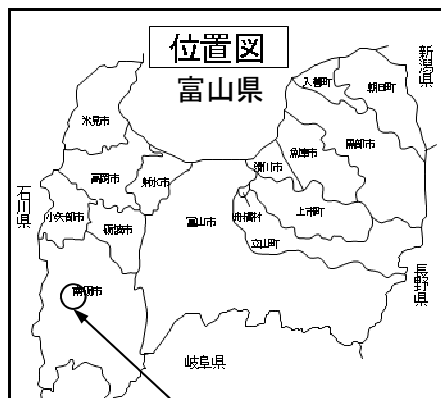 位置図
富山県
新潟県
入善町
朝日町
氷見市
黒部市
魚津市
滑川市
高岡市
射水市
石川県
小矢部市
砺波市
富山市
舟橋村
上市町
立山町
長野県
南砺市
岐阜県